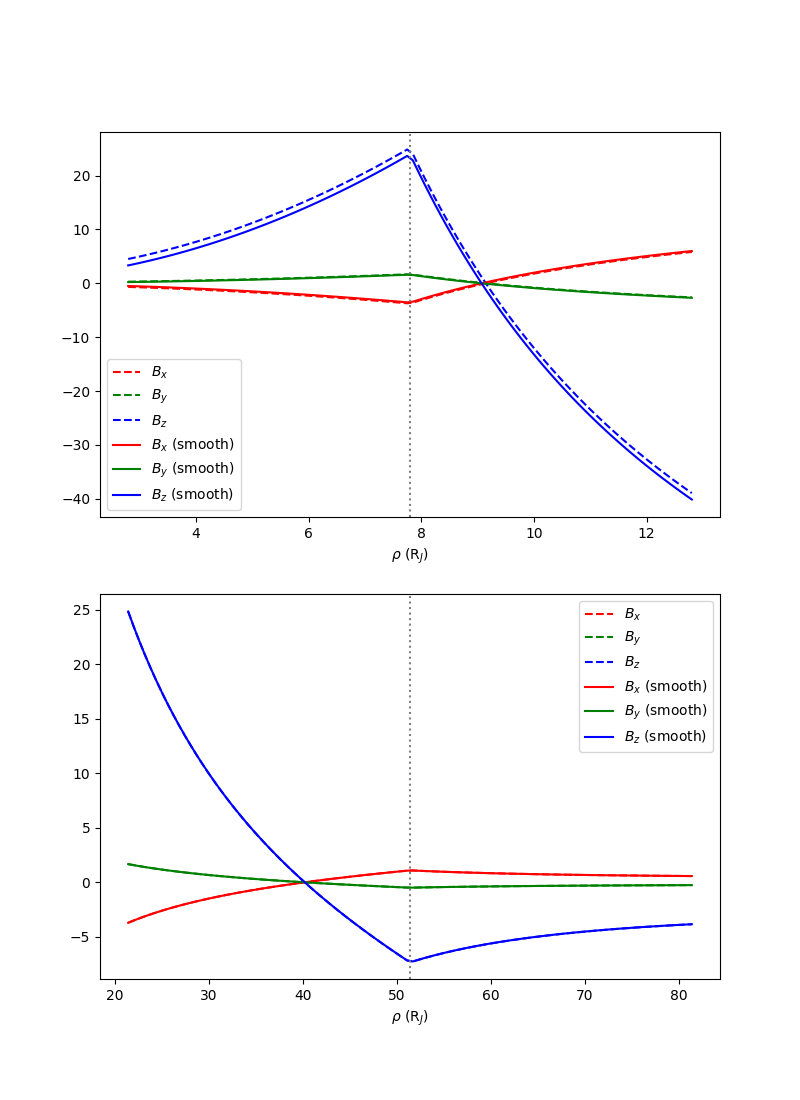 20
10
0
−10
−20
−30
−40
B_x
B_y
B_z
B_x (smooth)
B_y (smooth)
B_z (smooth)
4 6 8 10 12
ρ (R_J)
25
20
15
10
5
0
−5
B_x
B_y
B_z
B_x (smooth)
B_y (smooth)
B_z (smooth)
20 30 40 50 60 70 80
ρ (R_J)